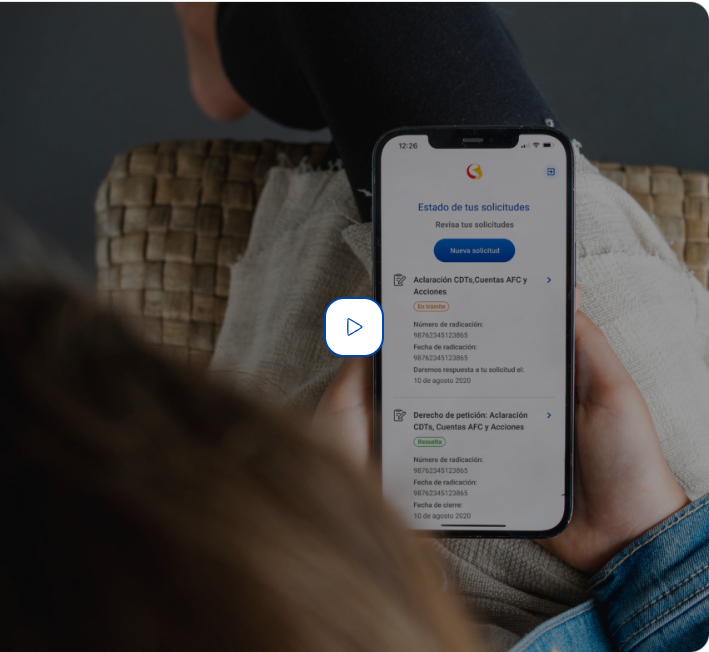 12:26
Estado de tus solicitudes
Revisa tus solicitudes
Nueva solicitud
Aclaración CDTs,Cuentas AFC y
Acciones
En trámite
Número de radicación:
98762345123865
Fecha de radicación:
98762345123865
Daremos respuesta a tu solicitud el:
10 de agosto 2020
Derecho de petición: Aclaración
CDTs, Cuentas AFC y Acciones
Resuelta
Número de radicación:
98762345123865
Fecha de radicación:
98762345123865
Fecha de cierre:
10 de agosto 2020